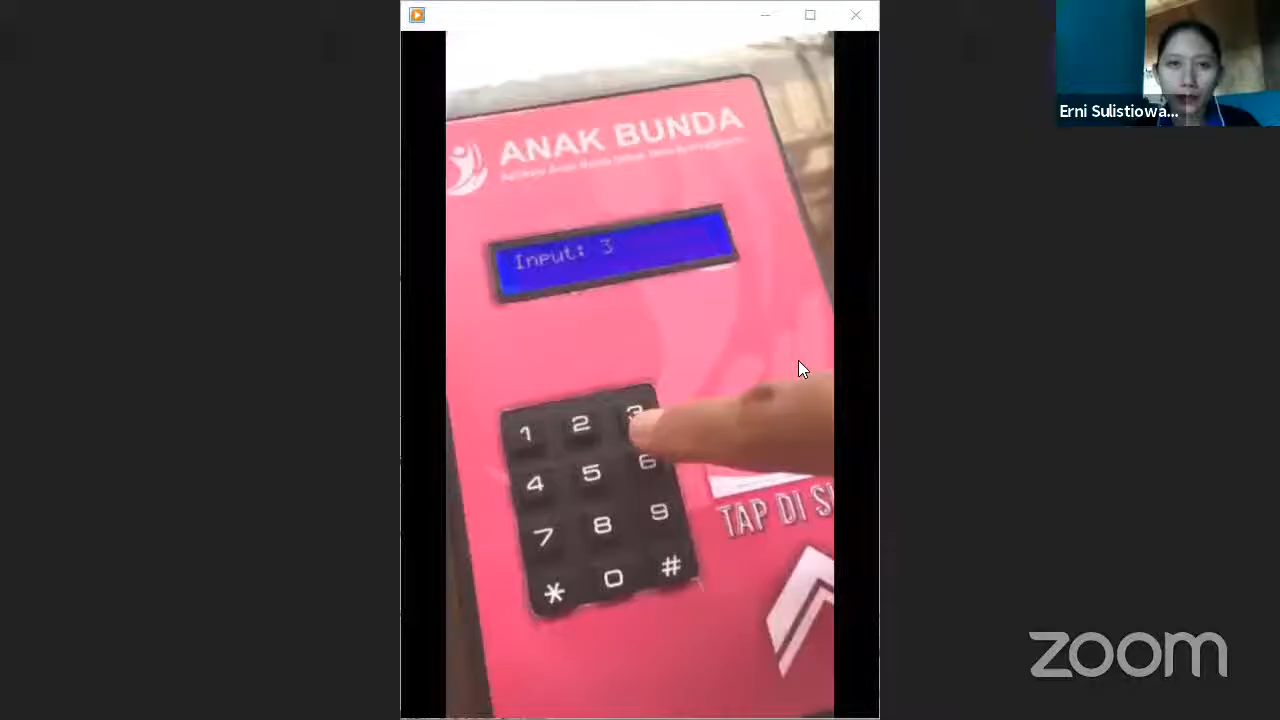 ANAK BUNDA
Input: 3
1 2 3
4 5 6
7 8 9
* 0 #
TAP DI
Erni Sulistiowa...
zoom